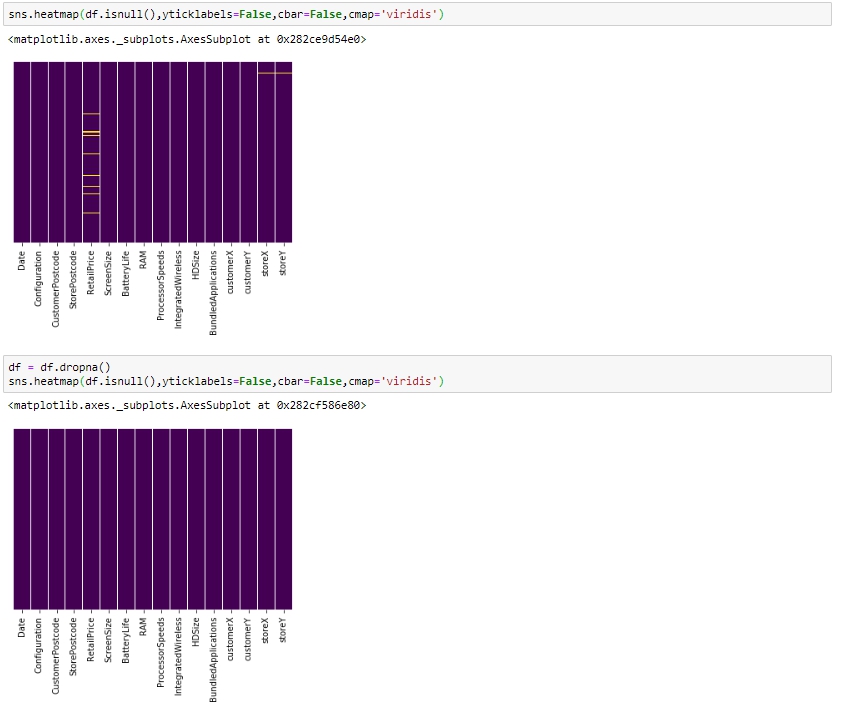 sns.heatmap(df.isnull(),yticklabels=False,cbar=False,cmap='viridis')
<matplotlib.axes._subplots.AxesSubplot at 0x282ce9d54e0>
Date
Configuration
CustomerPostcode
StorePostcode
RetailPrice
ScreenSize
BatteryLife
RAM
ProcessorSpeeds
IntegratedWireless
HDSize
BundledApplications
customerX
customerY
storeX
storeY
df = df.dropna()
sns.heatmap(df.isnull(),yticklabels=False,cbar=False,cmap='viridis')
<matplotlib.axes._subplots.AxesSubplot at 0x282cf586e80>
Date
Configuration
CustomerPostcode
StorePostcode
RetailPrice
ScreenSize
BatteryLife
RAM
ProcessorSpeeds
IntegratedWireless
HDSize
BundledApplications
customerX
customerY
storeX
storeY